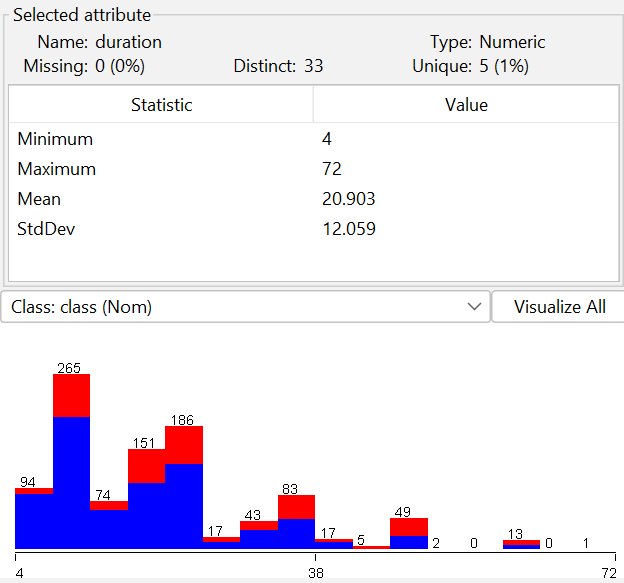 Selected attribute
Name: duration Type: Numeric
Missing: 0 (0%) Distinct: 33 Unique: 5 (1%)
Statistic Value
Minimum 4
Maximum 72
Mean 20.903
StdDev 12.059
Class: class (Nom) Visualize All
265
186
151
94
83
74
49
43
17 17
13
5
2 0 0 1
4 38 72